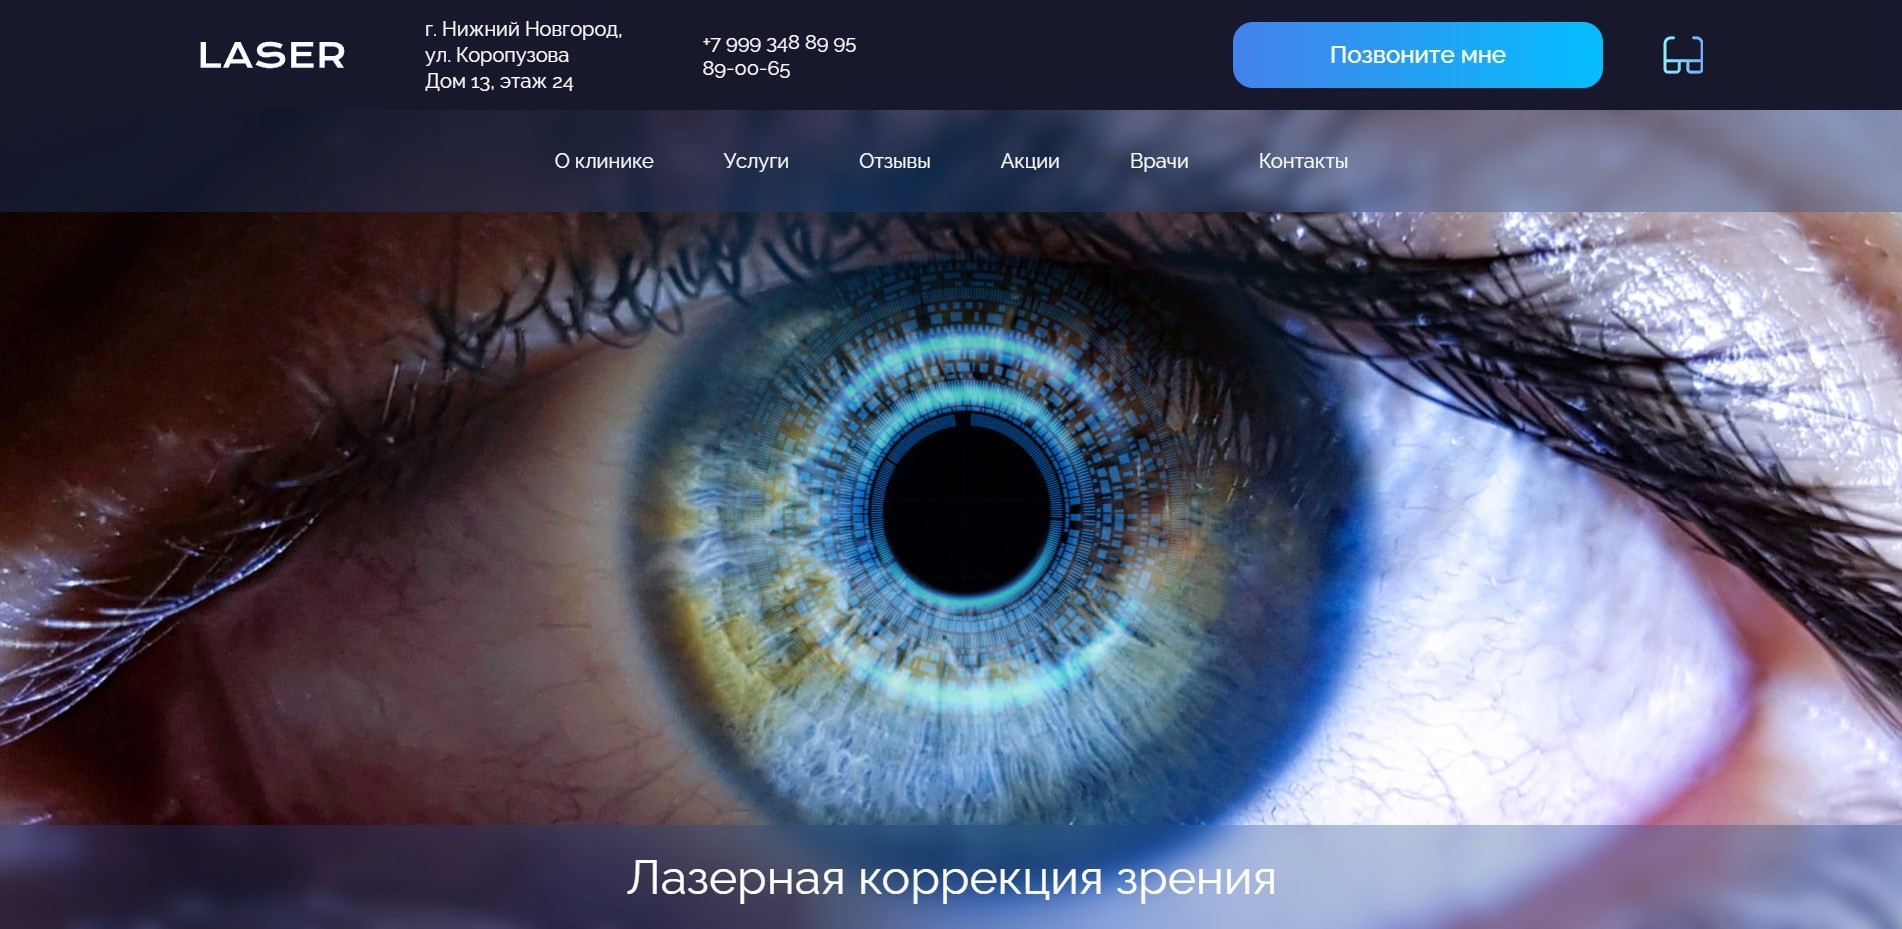 LASER
г. Нижний Новгород,
ул. Коропузова
Дом 13, этаж 24
+7 999 348 89 95
89-00-65
Позвоните мне
О клинике
Услуги
Отзывы
Акции
Врачи
Контакты
Лазерная коррекция зрения